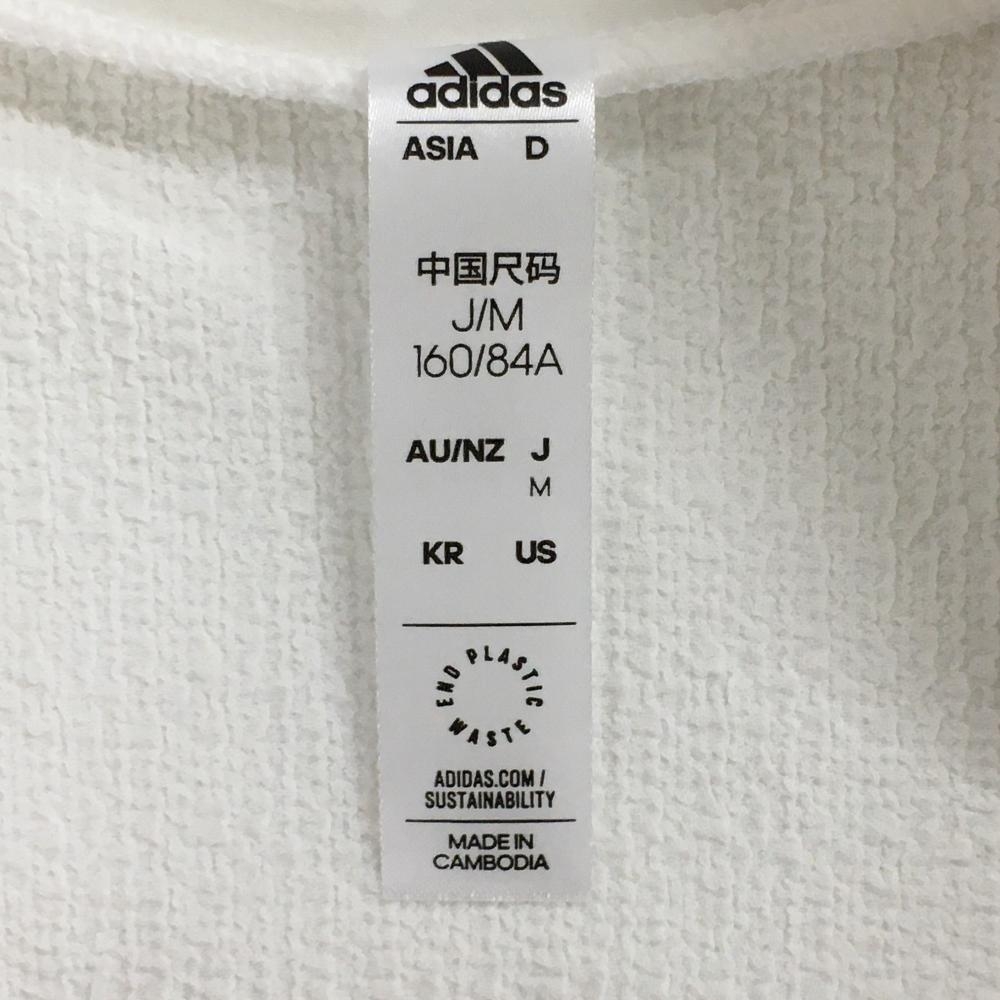 adidas
ASIA D
中国尺码
J/M
160/84A
AU/NZ J
M
KR US
END PLASTIC WASTE
ADIDAS.COM /
SUSTAINABILITY
MADE IN
CAMBODIA